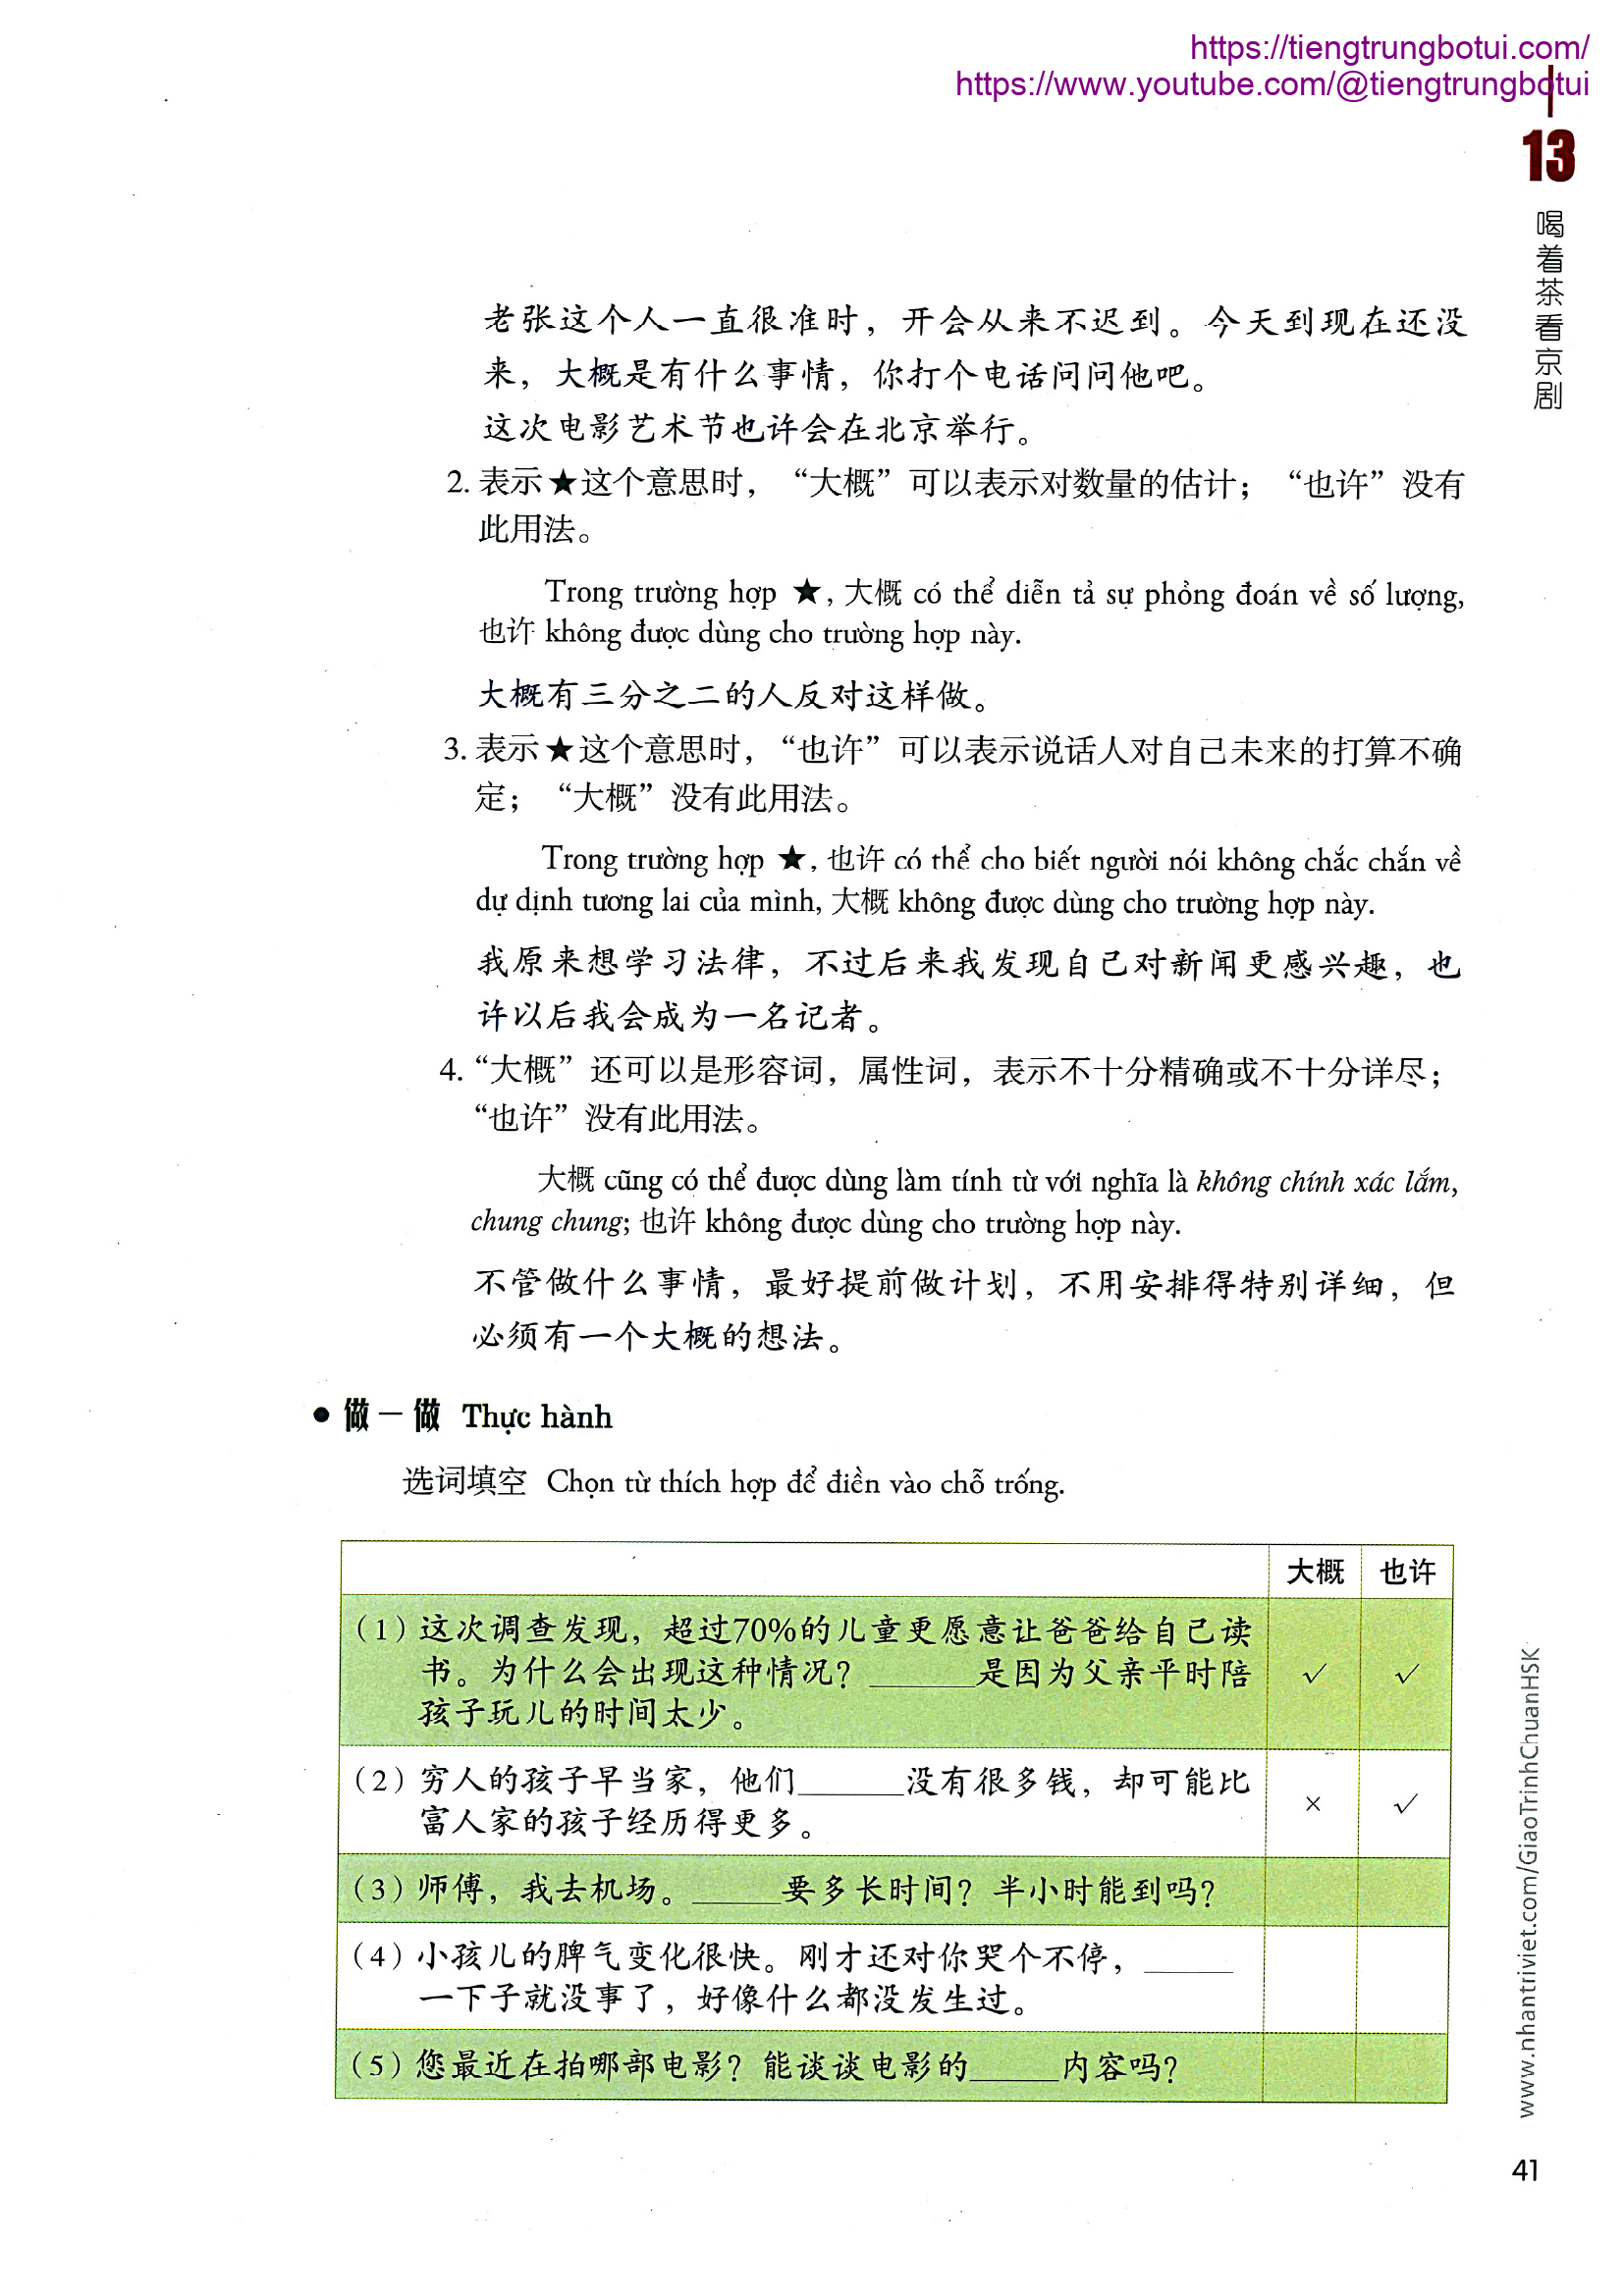 https://tiengtrungbotui.com/
https://www.youtube.com/@tiengtrungbotui
13
喝着茶看京剧
老张这个人一直很准时，开会从来不迟到。今天到现在还没
来，大概是有什么事情，你打个电话问问他吧。
这次电影艺术节也许会在北京举行。
2. 表示★这个意思时，“大概”可以表示对数量的估计；“也许”没有
此用法。
Trong trường hợp ★, 大概 có thể diễn tả sự phỏng đoán về số lượng,
也许 không được dùng cho trường hợp này.
大概有三分之二的人反对这样做。
3. 表示★这个意思时，“也许”可以表示说话人对自己未来的打算不确
定；“大概”没有此用法。
Trong trường hợp ★, 也许 có thể cho biết người nói không chắc chắn về
dự định tương lai của mình, 大概 không được dùng cho trường hợp này.
我原来想学习法律，不过后来我发现自己对新闻更感兴趣，也
许以后我会成为一名记者。
4. “大概”还可以是形容词，属性词，表示不十分精确或不十分详尽；
“也许”没有此用法。
大概 cũng có thể được dùng làm tính từ với nghĩa là không chính xác lắm,
chung chung; 也许 không được dùng cho trường hợp này.
不管做什么事情，最好提前做计划，不用安排得特别详细，但
必须有一个大概的想法。
● 做一做 Thực hành
选词填空 Chọn từ thích hợp để điền vào chỗ trống.
大概 也许
（1）这次调查发现，超过70%的儿童更愿意让爸爸给自己读
书。为什么会出现这种情况？______是因为父亲平时陪 √ √
孩子玩儿的时间太少。
（2）穷人的孩子早当家，他们______没有很多钱，却可能比
富人家的孩子经历得更多。 × √
（3）师傅，我去机场。_____要多长时间？半小时能到吗？
（4）小孩儿的脾气变化很快。刚才还对你哭个不停，_____
一下子就没事了，好像什么都没发生过。
（5）您最近在拍哪部电影？能谈谈电影的_____内容吗？
www.nhantriviet.com/GiaoTrinhChuanHSK
41